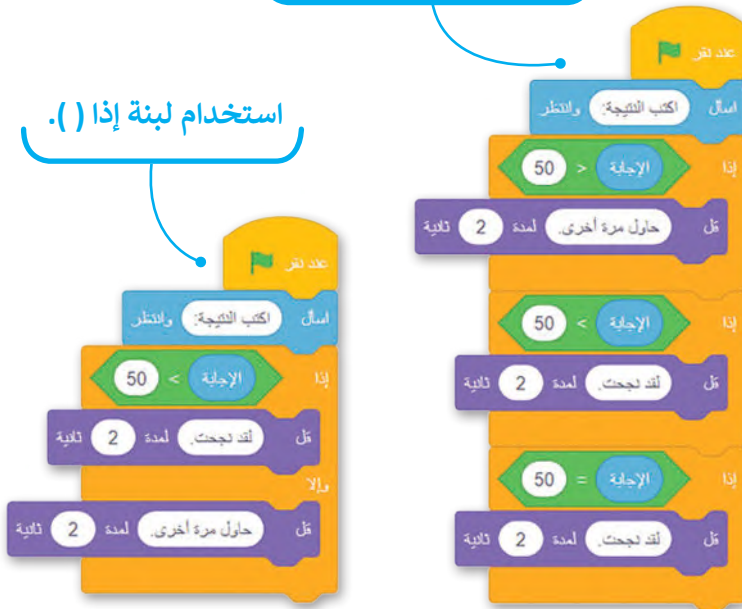 استخدام لبنة إذا ( ).
عند نقر
اسأل اكتب النتيجة: وانتظر
إذا الإجابة < 50
قل حاول مرة أخرى. لمدة 2 ثانية
إذا الإجابة > 50
قل لقد نجحت. لمدة 2 ثانية
إذا الإجابة = 50
قل لقد نجحت. لمدة 2 ثانية
عند نقر
اسأل اكتب النتيجة: وانتظر
إذا الإجابة > 50
قل لقد نجحت. لمدة 2 ثانية
وإلا
قل حاول مرة أخرى. لمدة 2 ثانية